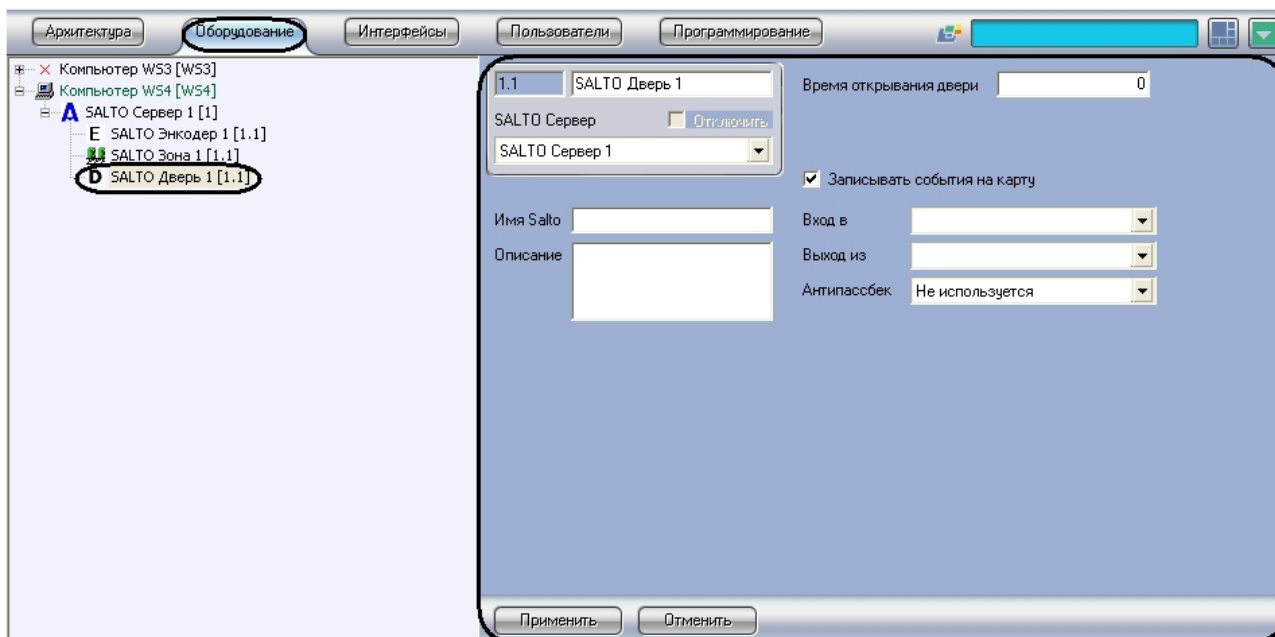 Архитектура Оборудование Интерфейсы Пользователи Программирование
Компьютер WS3 [WS3]
Компьютер WS4 [WS4]
A SALTO Сервер 1 [1]
E SALTO Энкодер 1 [1.1]
SALTO Зона 1 [1.1]
D SALTO Дверь 1 [1.1]
1.1 SALTO Дверь 1
SALTO Сервер Отключить
SALTO Сервер 1
Имя Salto
Описание
Время открывания двери 0
Записывать события на карту
Вход в
Выход из
Антипассбек Не используется
Применить Отменить